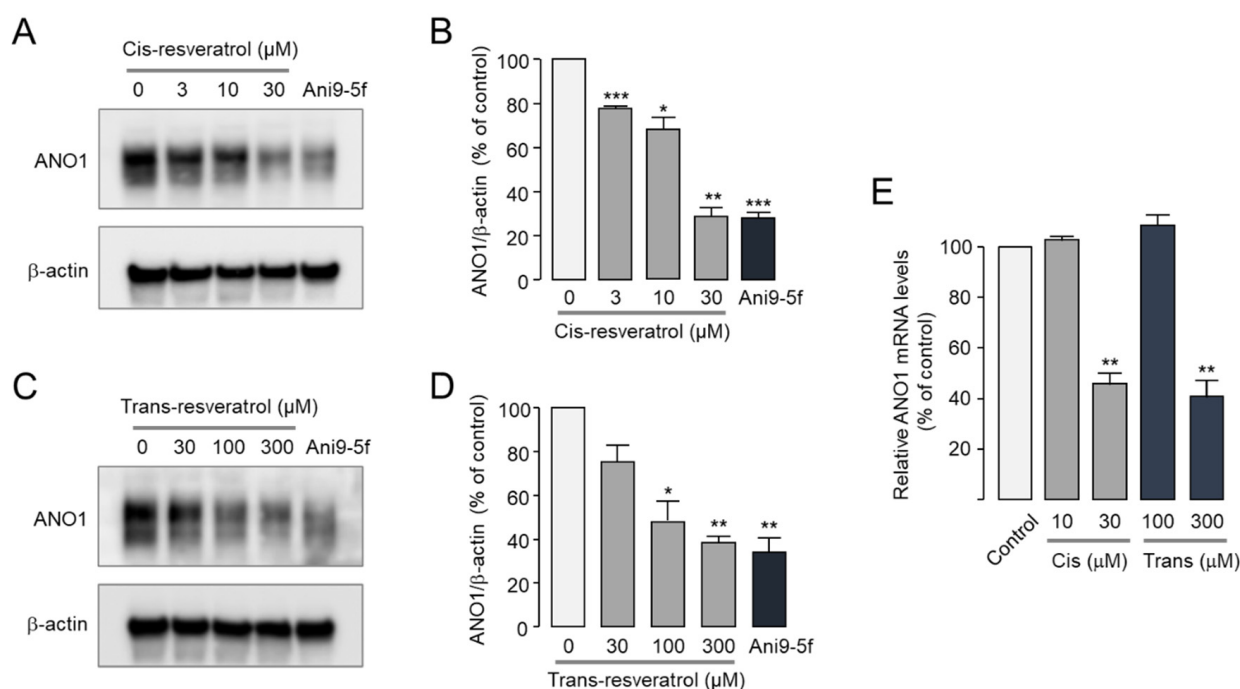 A
Cis-resveratrol (µM)
0 3 10 30 Ani9-5f
ANO1
β-actin
B
ANO1/β-actin (% of control)
100
80
60
40
20
0
***
*
**
***
0 3 10 30 Ani9-5f
Cis-resveratrol (µM)
C
Trans-resveratrol (µM)
0 30 100 300 Ani9-5f
ANO1
β-actin
D
ANO1/β-actin (% of control)
100
80
60
40
20
0
*
**
**
0 30 100 300 Ani9-5f
Trans-resveratrol (µM)
E
Relative ANO1 mRNA levels
(% of control)
100
80
60
40
20
**
**
Control 10 30 100 300
Cis (µM) Trans (µM)